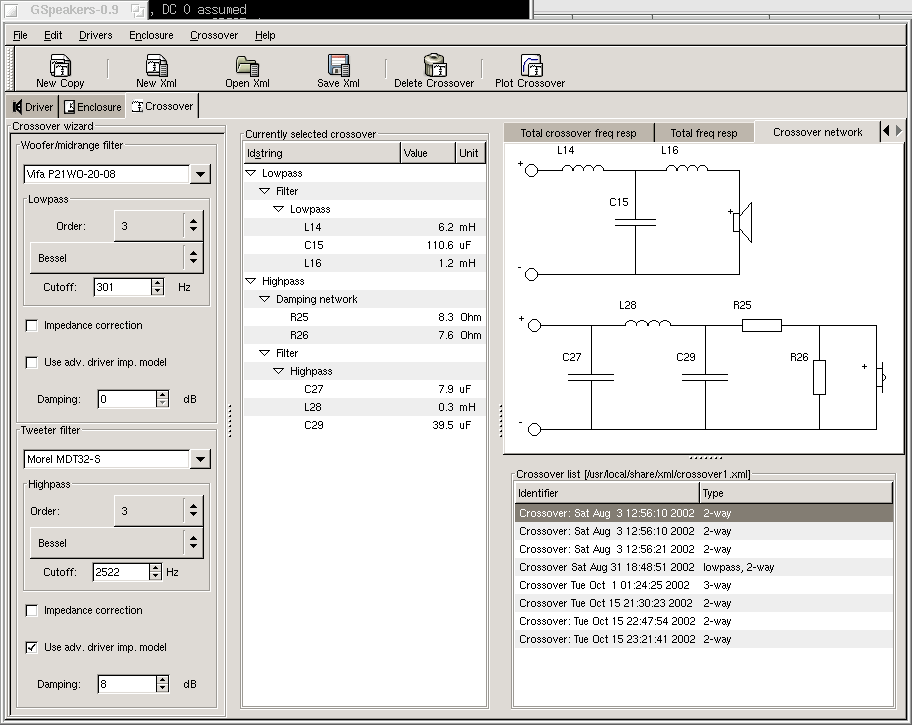 GSpeakers-0.9
, DC 0 assumed
File Edit Drivers Enclosure Crossover Help
New Copy New Xml Open Xml Save Xml Delete Crossover Plot Crossover
Driver Enclosure Crossover
Crossover wizard
Woofer/midrange filter
Vifa P21WO-20-08
Lowpass
Order: 3
Bessel
Cutoff: 301 Hz
Impedance correction
Use adv. driver imp. model
Damping: 0 dB
Tweeter filter
Morel MDT32-S
Highpass
Order: 3
Bessel
Cutoff: 2522 Hz
Impedance correction
Use adv. driver imp. model
Damping: 8 dB
Currently selected crossover
Idstring Value Unit
Lowpass
Filter
Lowpass
L14 6.2 mH
C15 110.6 uF
L16 1.2 mH
Highpass
Damping network
R25 8.3 Ohm
R26 7.6 Ohm
Filter
Highpass
C27 7.9 uF
L28 0.3 mH
C29 39.5 uF
Total crossover freq resp Total freq resp Crossover network
L14 L16
+
C15
+
-
L28 R25
+
C27 C29 R26
+
-
Crossover list [/usr/local/share/xml/crossover1.xml]
Identifier Type
Crossover: Sat Aug 3 12:56:10 2002 2-way
Crossover: Sat Aug 3 12:56:10 2002 2-way
Crossover: Sat Aug 3 12:56:21 2002 2-way
Crossover Sat Aug 31 18:48:51 2002 lowpass, 2-way
Crossover Tue Oct 1 01:24:25 2002 3-way
Crossover Tue Oct 15 21:30:23 2002 2-way
Crossover: Tue Oct 15 22:47:54 2002 2-way
Crossover: Tue Oct 15 23:21:41 2002 2-way